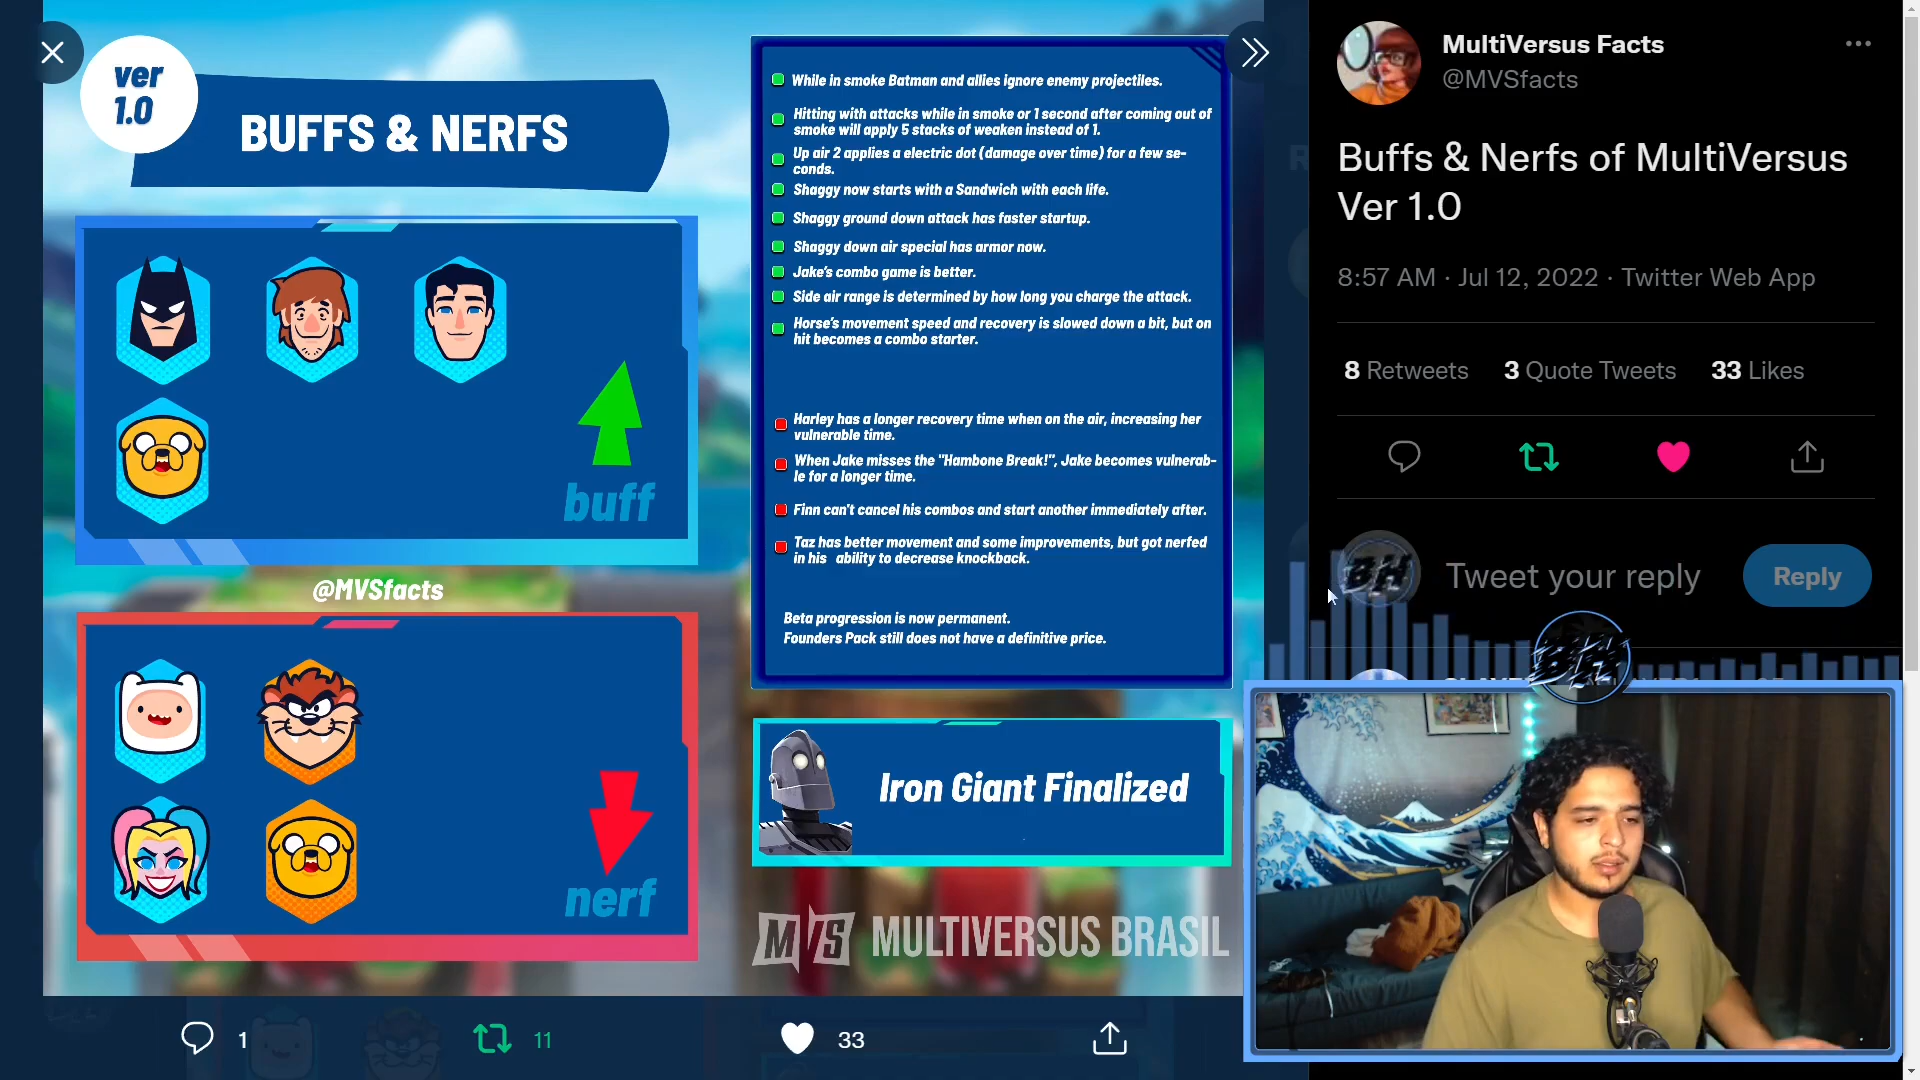 ver
1.0
BUFFS & NERFS
buff
@MVSfacts
nerf
While in smoke Batman and allies ignore enemy projectiles.
Hitting with attacks while in smoke or 1 second after coming out of
smoke will apply 5 stacks of weaken instead of 1.
Up air 2 applies a electric dot (damage over time) for a few se-
conds.
Shaggy now starts with a Sandwich with each life.
Shaggy ground down attack has faster startup.
Shaggy down air special has armor now.
Jake's combo game is better.
Side air range is determined by how long you charge the attack.
Horse's movement speed and recovery is slowed down a bit, but on
hit becomes a combo starter.
Harley has a longer recovery time when on the air, increasing her
vulnerable time.
When Jake misses the "Hambone Break!", Jake becomes vulnerab-
le for a longer time.
Finn can't cancel his combos and start another immediately after.
Taz has better movement and some improvements, but got nerfed
in his ability to decrease knockback.
Beta progression is now permanent.
Founders Pack still does not have a definitive price.
Iron Giant Finalized
MVS MULTIVERSUS BRASIL
1 11 33
MultiVersus Facts
@MVSfacts
Buffs & Nerfs of MultiVersus
Ver 1.0
8:57 AM · Jul 12, 2022 · Twitter Web App
8 Retweets 3 Quote Tweets 33 Likes
BH
Tweet your reply
Reply
BH